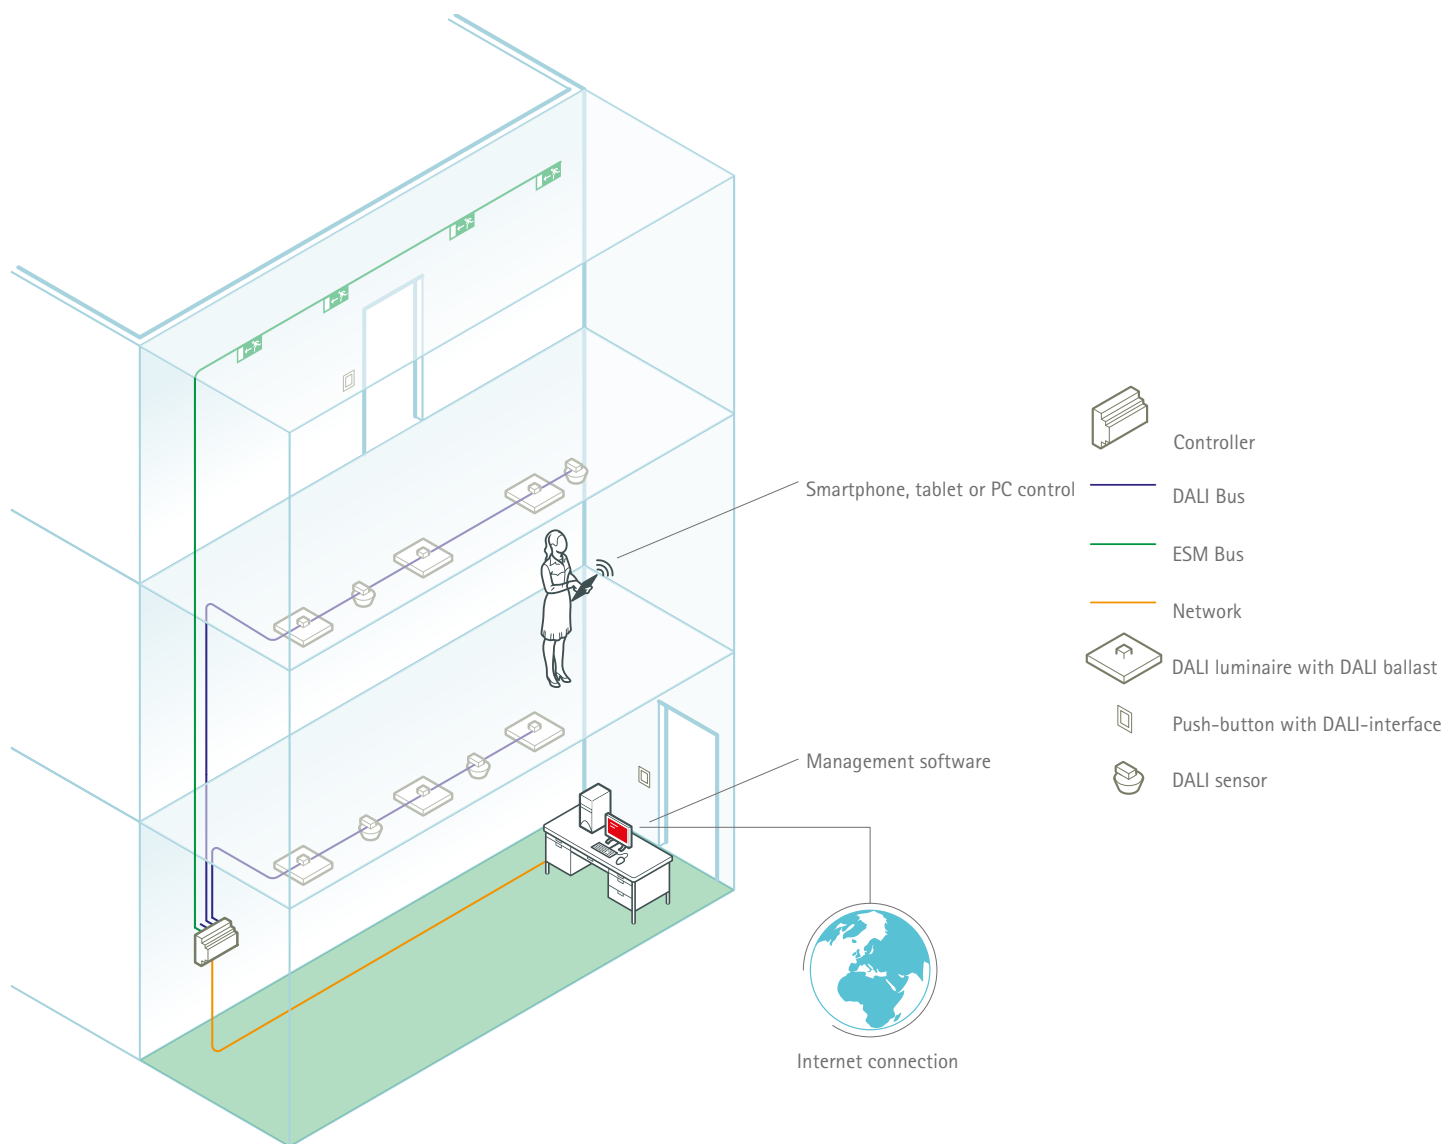 Smartphone, tablet or PC control
Management software
Internet connection
Controller
DALI Bus
ESM Bus
Network
DALI luminaire with DALI ballast
Push-button with DALI-interface
DALI sensor